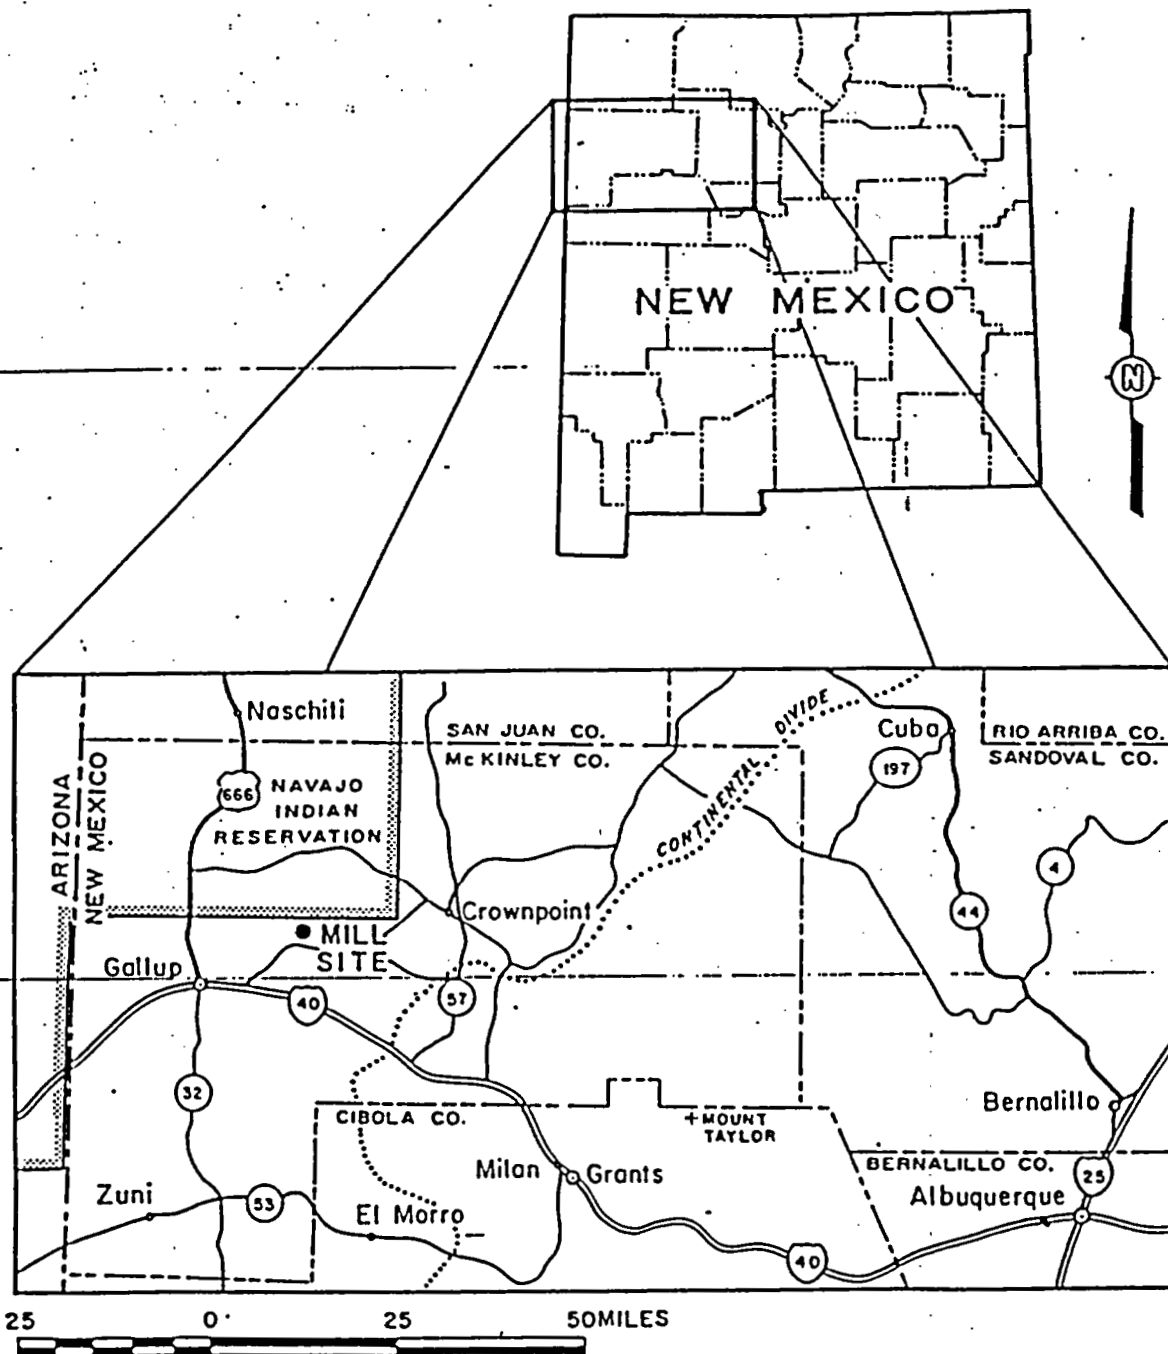 NEW MEXICO
N
Naschiti
SAN JUAN CO.
Mc KINLEY CO.
DIVIDE
CONTINENTAL
Cuba
RIO ARRIBA CO.
SANDOVAL CO.
197
666
NAVAJO
INDIAN
RESERVATION
ARIZONA
NEW MEXICO
4
44
Crownpoint
MILL
SITE
Gallup
40
57
32
CIBOLA CO.
+MOUNT
TAYLOR
Bernalillo
BERNALILLO CO.
Milan
Grants
25
Albuquerque
Zuni
53
El Morro
40
25 0 25 50MILES